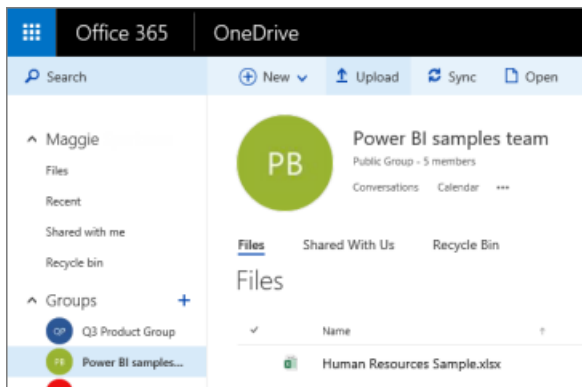 Office 365 OneDrive
Search New Upload Sync Open
Maggie
Files
Recent
Shared with me
Recycle bin
Groups
QP Q3 Product Group
PB Power BI samples...
PB Power BI samples team
Public Group - 5 members
Conversations Calendar •••
Files Shared With Us Recycle Bin
Files
Name
Human Resources Sample.xlsx